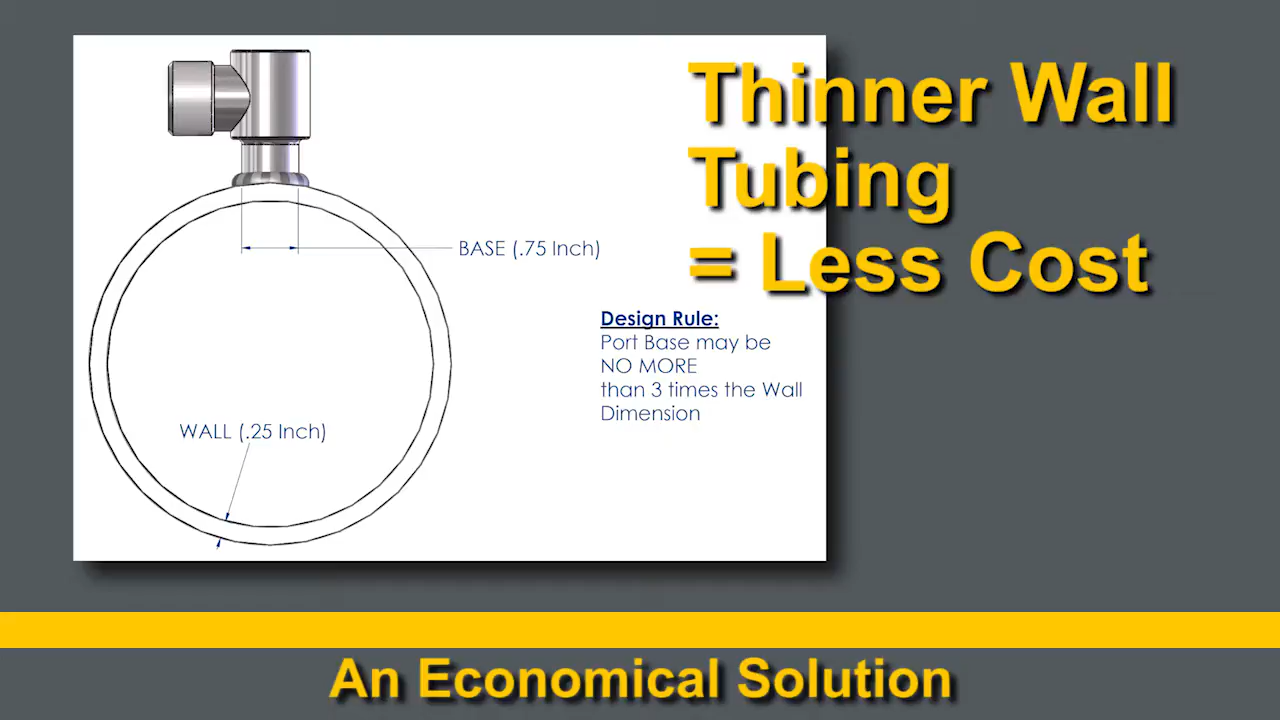 Thinner Wall
Tubing
= Less Cost
BASE (.75 Inch)
Design Rule:
Port Base may be
NO MORE
than 3 times the Wall
Dimension
WALL (.25 Inch)
An Economical Solution